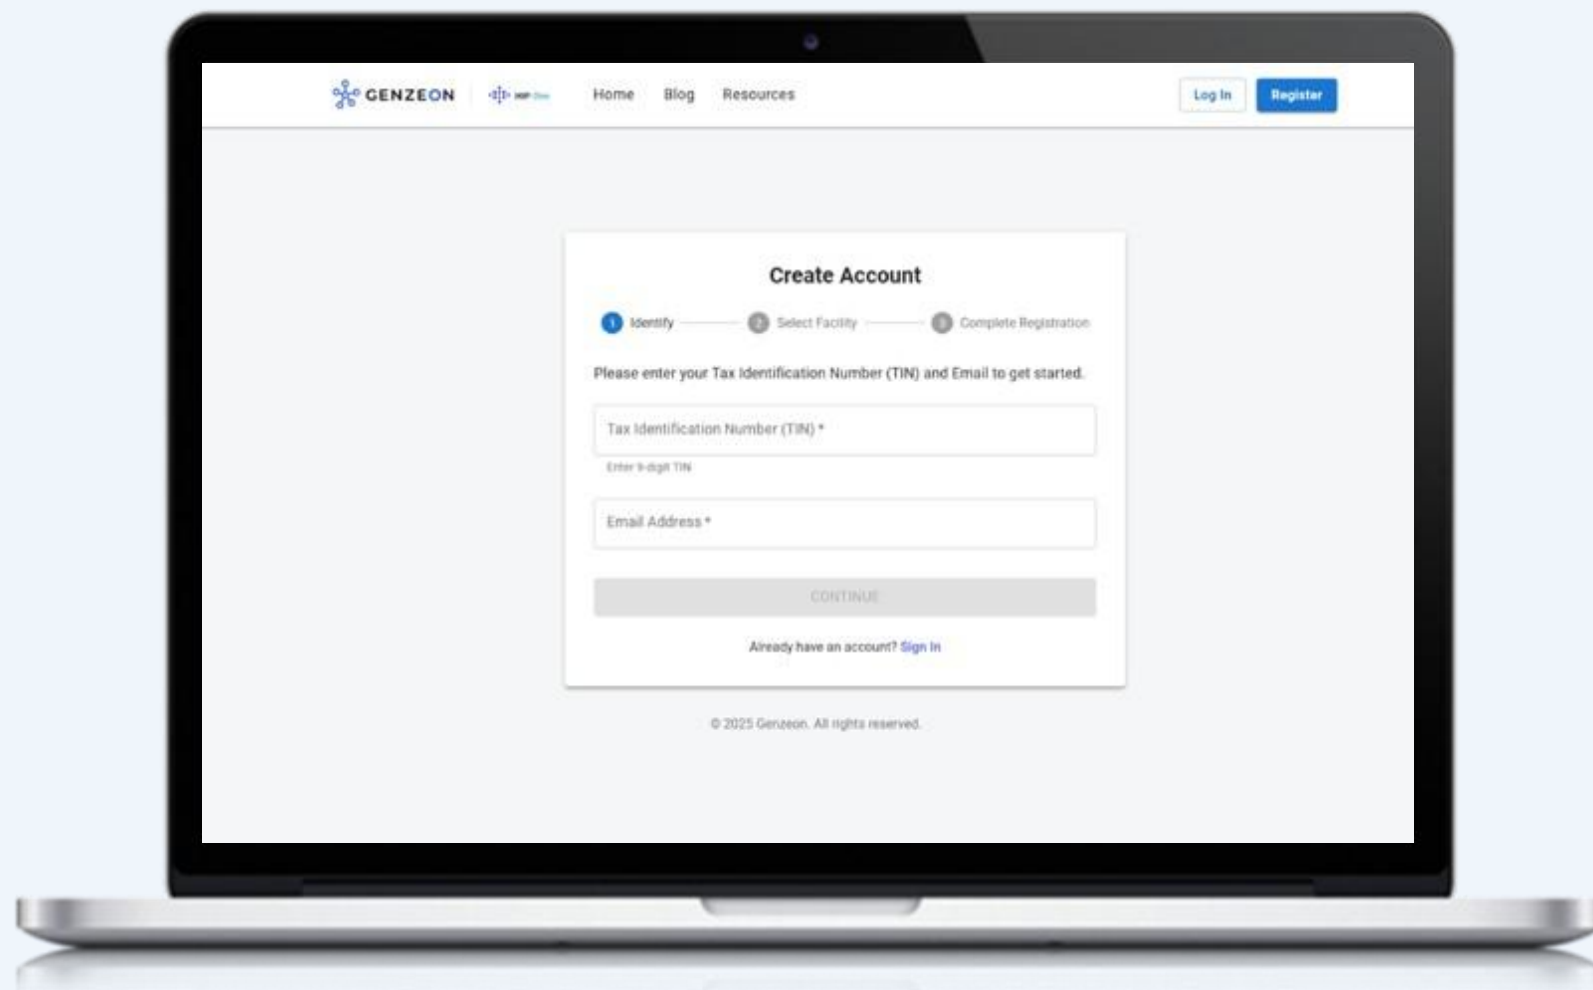 GENZEON
Home Blog Resources
Log In
Register
Create Account
1 Identify
2 Select Facility
3 Complete Registration
Please enter your Tax Identification Number (TIN) and Email to get started.
Tax Identification Number (TIN) *
Enter 9-digit TIN
Email Address *
CONTINUE
Already have an account? Sign In
© 2025 Genzeon. All rights reserved.